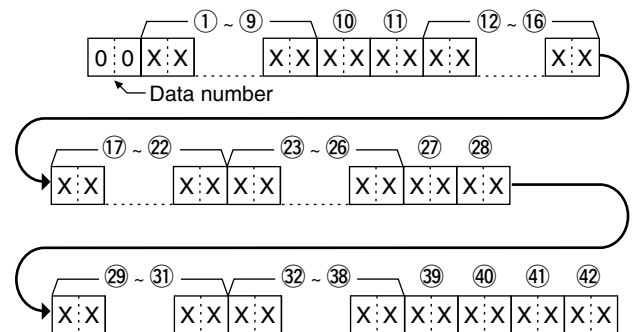 ① ~ ⑨ ⑩ ⑪ ⑫ ~ ⑯
0 0 X X X X X X X X X X X X
Data number
⑰ ~ ㉒ ㉓ ~ ㉖ ㉗ ㉘
X X X X X X X X X X X X
㉙ ~ ㉛ ㉜ ~ ㊳ ㊴ ㊵ ㊶ ㊷
X X X X X X X X X X X X X X X X